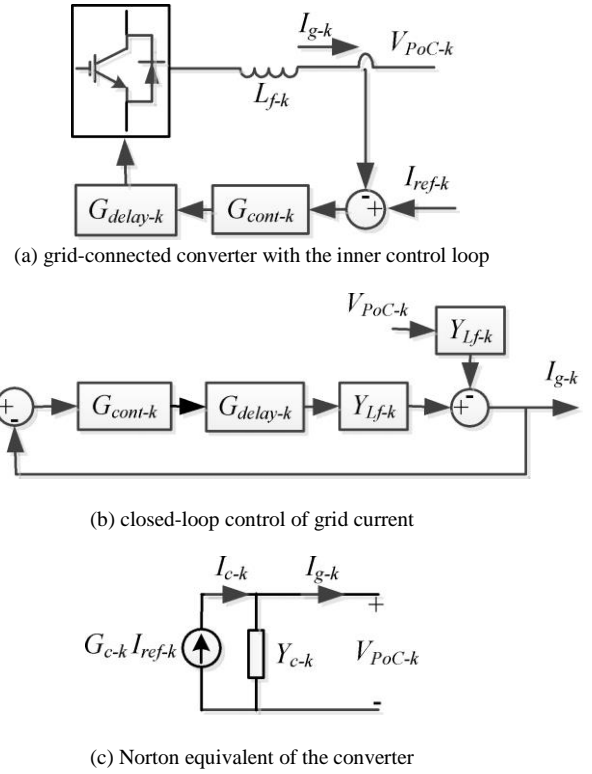 I_{g-k}
V_{PoC-k}
L_{f-k}
I_{ref-k}
G_{delay-k}
G_{cont-k}
-
+
(a) grid-connected converter with the inner control loop
V_{PoC-k}
Y_{Lf-k}
I_{g-k}
+
-
G_{cont-k}
G_{delay-k}
Y_{Lf-k}
+
-
(b) closed-loop control of grid current
I_{c-k}
I_{g-k}
+
G_{c-k} I_{ref-k}
Y_{c-k}
V_{PoC-k}
-
(c) Norton equivalent of the converter